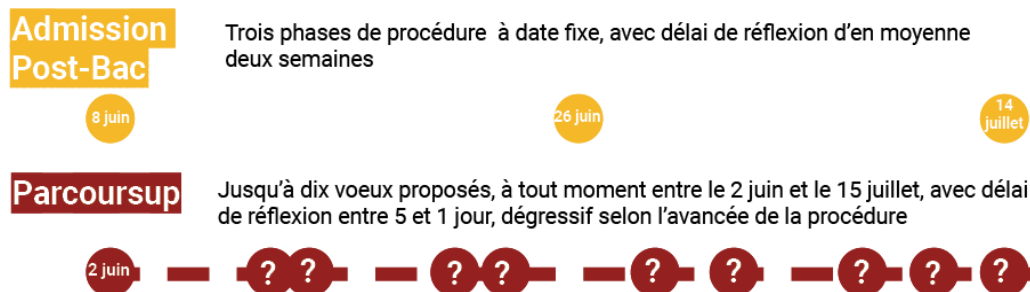 Admission
Post-Bac
Trois phases de procédure à date fixe, avec délai de réflexion d'en moyenne
deux semaines
8 juin
26 juin
14
juillet
Parcoursup
Jusqu'à dix voeux proposés, à tout moment entre le 2 juin et le 15 juillet, avec délai
de réflexion entre 5 et 1 jour, dégressif selon l'avancée de la procédure
2 juin ? ? ? ? ? ? ? ? ?